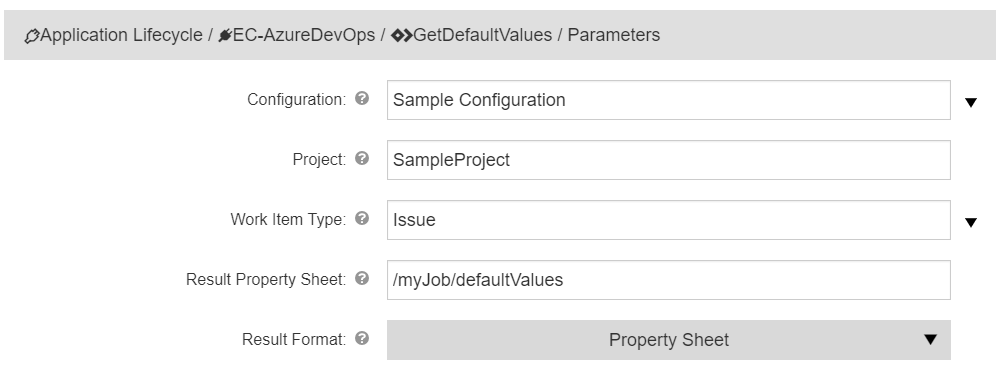 Application Lifecycle / EC-AzureDevOps / GetDefaultValues / Parameters
Configuration: Sample Configuration
Project: SampleProject
Work Item Type: Issue
Result Property Sheet: /myJob/defaultValues
Result Format: Property Sheet